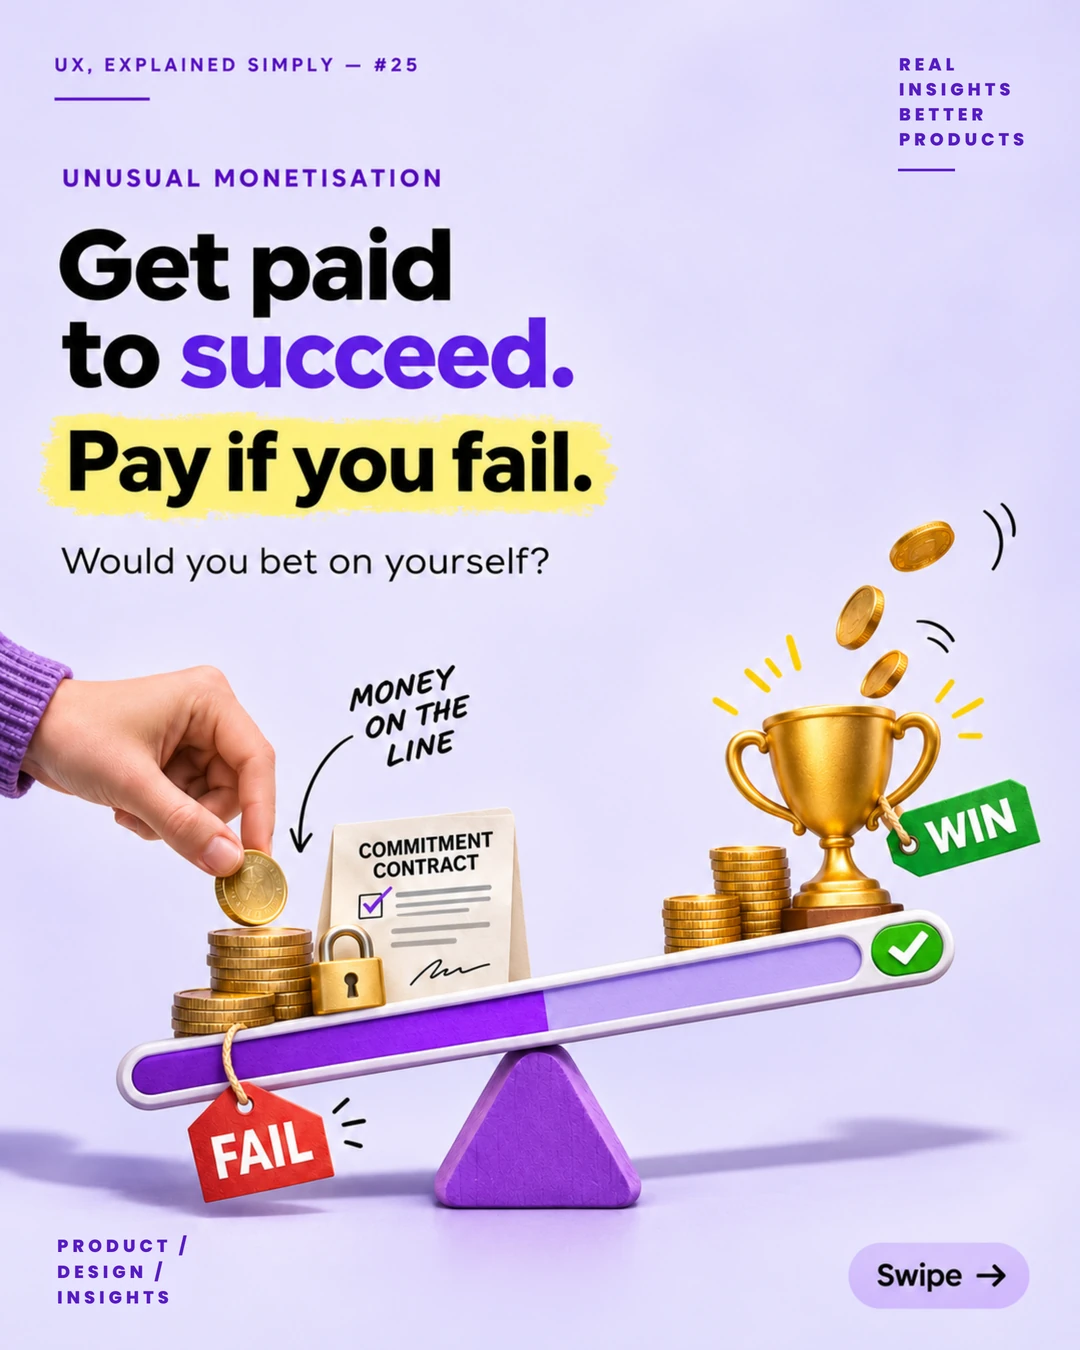 UX, EXPLAINED SIMPLY — #25
REAL
INSIGHTS
BETTER
PRODUCTS
UNUSUAL MONETISATION
Get paid
to succeed.
Pay if you fail.
Would you bet on yourself?
MONEY
ON THE
LINE
COMMITMENT
CONTRACT
WIN
FAIL
PRODUCT /
DESIGN /
INSIGHTS
Swipe →